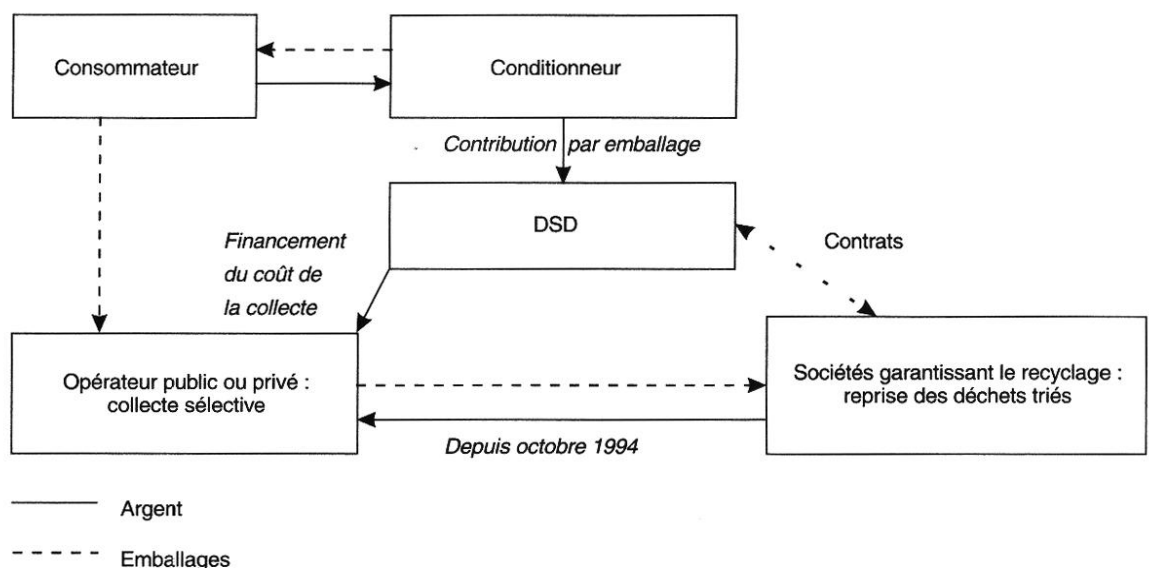 Consommateur
Conditionneur
Contribution par emballage
DSD
Financement
du coût de
la collecte
Contrats
Opérateur public ou privé :
collecte sélective
Sociétés garantissant le recyclage :
reprise des déchets triés
Depuis octobre 1994
Argent
Emballages